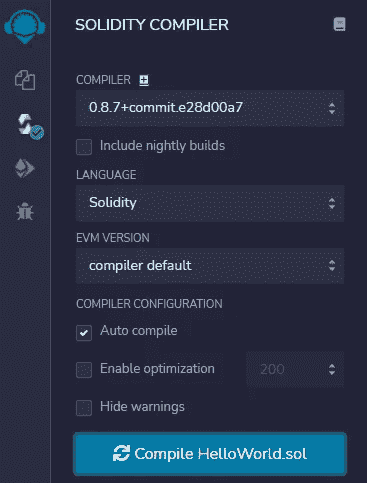 SOLIDITY COMPILER
COMPILER
0.8.7+commit.e28d00a7
Include nightly builds
LANGUAGE
Solidity
EVM VERSION
compiler default
COMPILER CONFIGURATION
Auto compile
Enable optimization 200
Hide warnings
Compile HelloWorld.sol